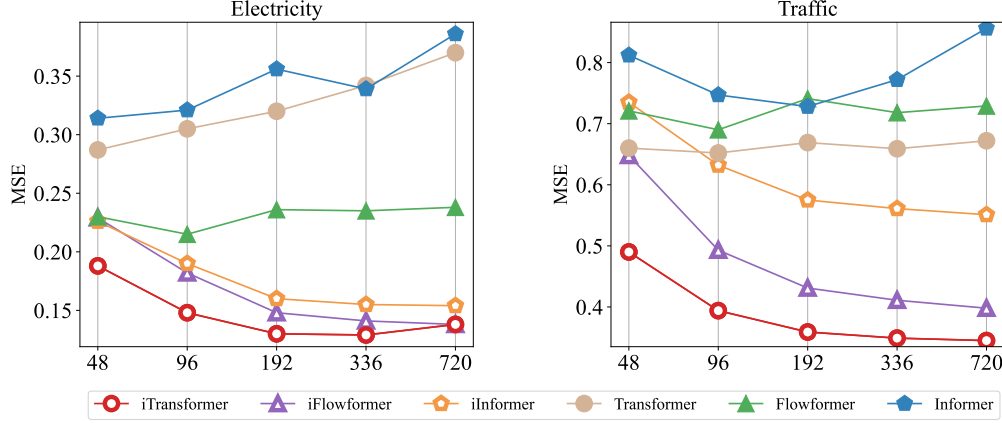 Electricity
MSE
0.35
0.30
0.25
0.20
0.15
48 96 192 336 720
Traffic
MSE
0.8
0.7
0.6
0.5
0.4
48 96 192 336 720
iTransformer iFlowformer iInformer Transformer Flowformer Informer